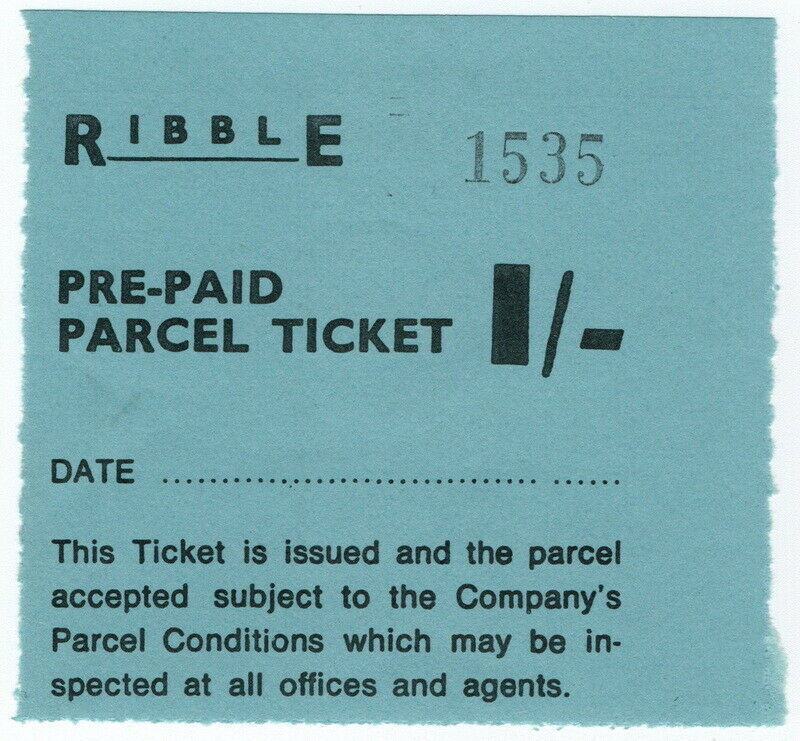 RIBBLE 1535
PRE-PAID
PARCEL TICKET 1/-
DATE ......................................
This Ticket is issued and the parcel
accepted subject to the Company's
Parcel Conditions which may be in-
spected at all offices and agents.